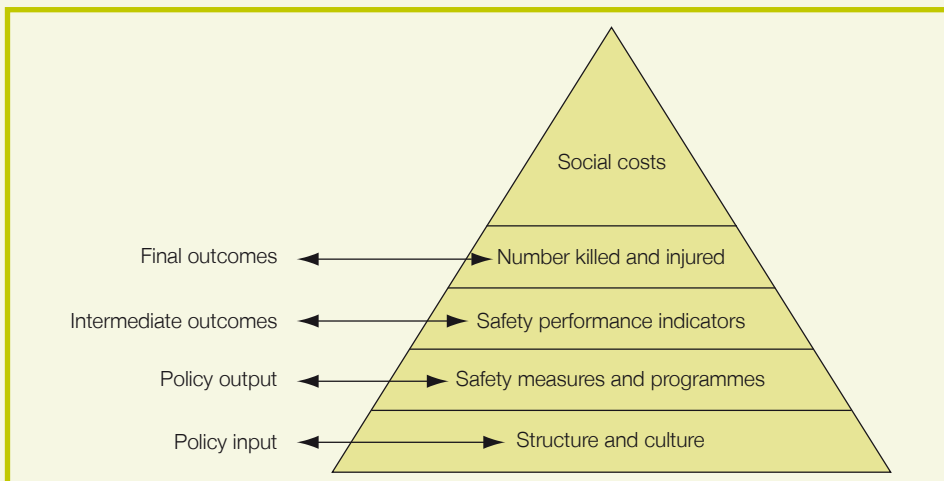 Social costs
Final outcomes Number killed and injured
Intermediate outcomes Safety performance indicators
Policy output Safety measures and programmes
Policy input Structure and culture